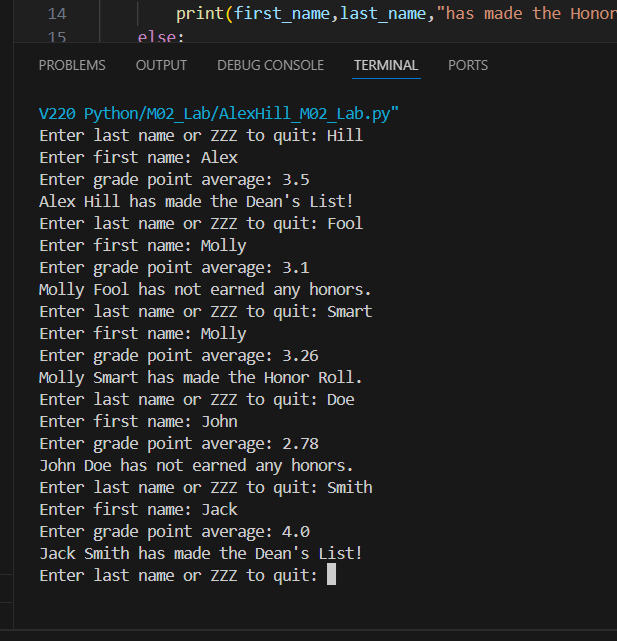 14 print(first_name,last_name,"has made the Honor
15 else:
PROBLEMS OUTPUT DEBUG CONSOLE TERMINAL PORTS
V220 Python/M02_Lab/AlexHill_M02_Lab.py"
Enter last name or ZZZ to quit: Hill
Enter first name: Alex
Enter grade point average: 3.5
Alex Hill has made the Dean's List!
Enter last name or ZZZ to quit: Fool
Enter first name: Molly
Enter grade point average: 3.1
Molly Fool has not earned any honors.
Enter last name or ZZZ to quit: Smart
Enter first name: Molly
Enter grade point average: 3.26
Molly Smart has made the Honor Roll.
Enter last name or ZZZ to quit: Doe
Enter first name: John
Enter grade point average: 2.78
John Doe has not earned any honors.
Enter last name or ZZZ to quit: Smith
Enter first name: Jack
Enter grade point average: 4.0
Jack Smith has made the Dean's List!
Enter last name or ZZZ to quit: